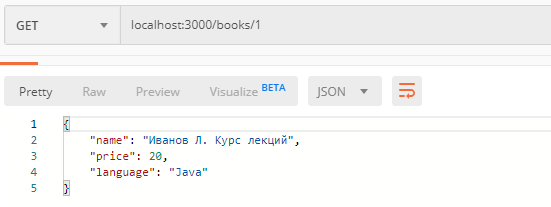 GET localhost:3000/books/1
Pretty Raw Preview Visualize BETA JSON
1 {
2 "name": "Иванов Л. Курс лекций",
3 "price": 20,
4 "language": "Java"
5 }